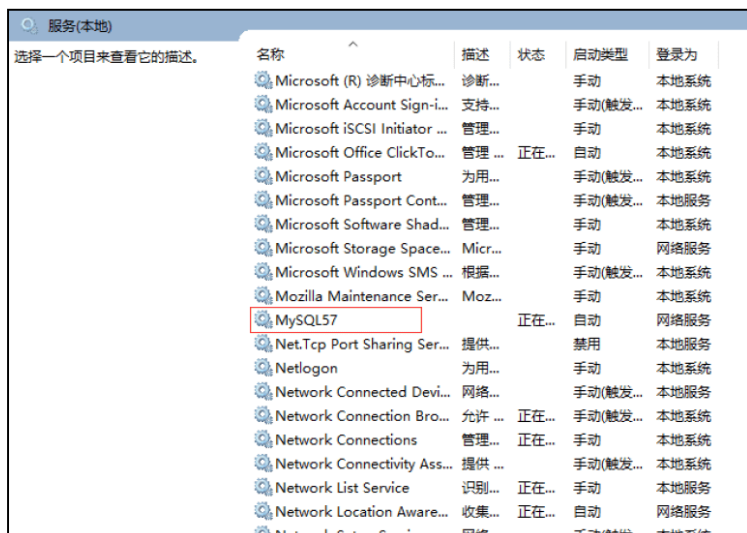 服务(本地)
选择一个项目来查看它的描述。
名称 描述 状态 启动类型 登录为
Microsoft (R) 诊断中心标... 诊断... 手动 本地系统
Microsoft Account Sign-i... 支持... 手动(触发... 本地系统
Microsoft iSCSI Initiator ... 管理... 手动 本地系统
Microsoft Office ClickTo... 管理 ... 正在... 自动 本地系统
Microsoft Passport 为用... 手动(触发... 本地系统
Microsoft Passport Cont... 管理... 手动(触发... 本地服务
Microsoft Software Shad... 管理... 手动 本地系统
Microsoft Storage Space... Micr... 手动 网络服务
Microsoft Windows SMS ... 根据... 手动(触发... 本地系统
Mozilla Maintenance Ser... Moz... 手动 本地系统
MySQL57 正在... 自动 网络服务
Net.Tcp Port Sharing Ser... 提供... 禁用 本地服务
Netlogon 为用... 手动 本地系统
Network Connected Devi... 网络... 手动(触发... 本地服务
Network Connection Bro... 允许 ... 正在... 手动(触发... 本地系统
Network Connections 管理... 正在... 手动 本地系统
Network Connectivity Ass... 提供 ... 手动(触发... 本地系统
Network List Service 识别... 正在... 手动 本地服务
Network Location Aware... 收集... 正在... 自动 网络服务